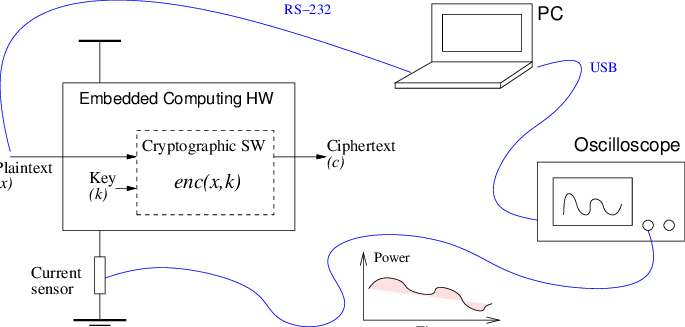 RS–232
PC
USB
Embedded Computing HW
Oscilloscope
Cryptographic SW
Ciphertext
(c)
Plaintext
x)
Key
(k)
enc(x,k)
Power
Current
sensor